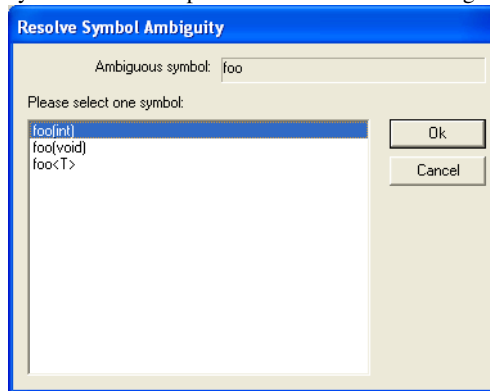 Resolve Symbol Ambiguity
Ambiguous symbol: foo
Please select one symbol:
foo(int)
foo(void)
foo<T>
Ok
Cancel